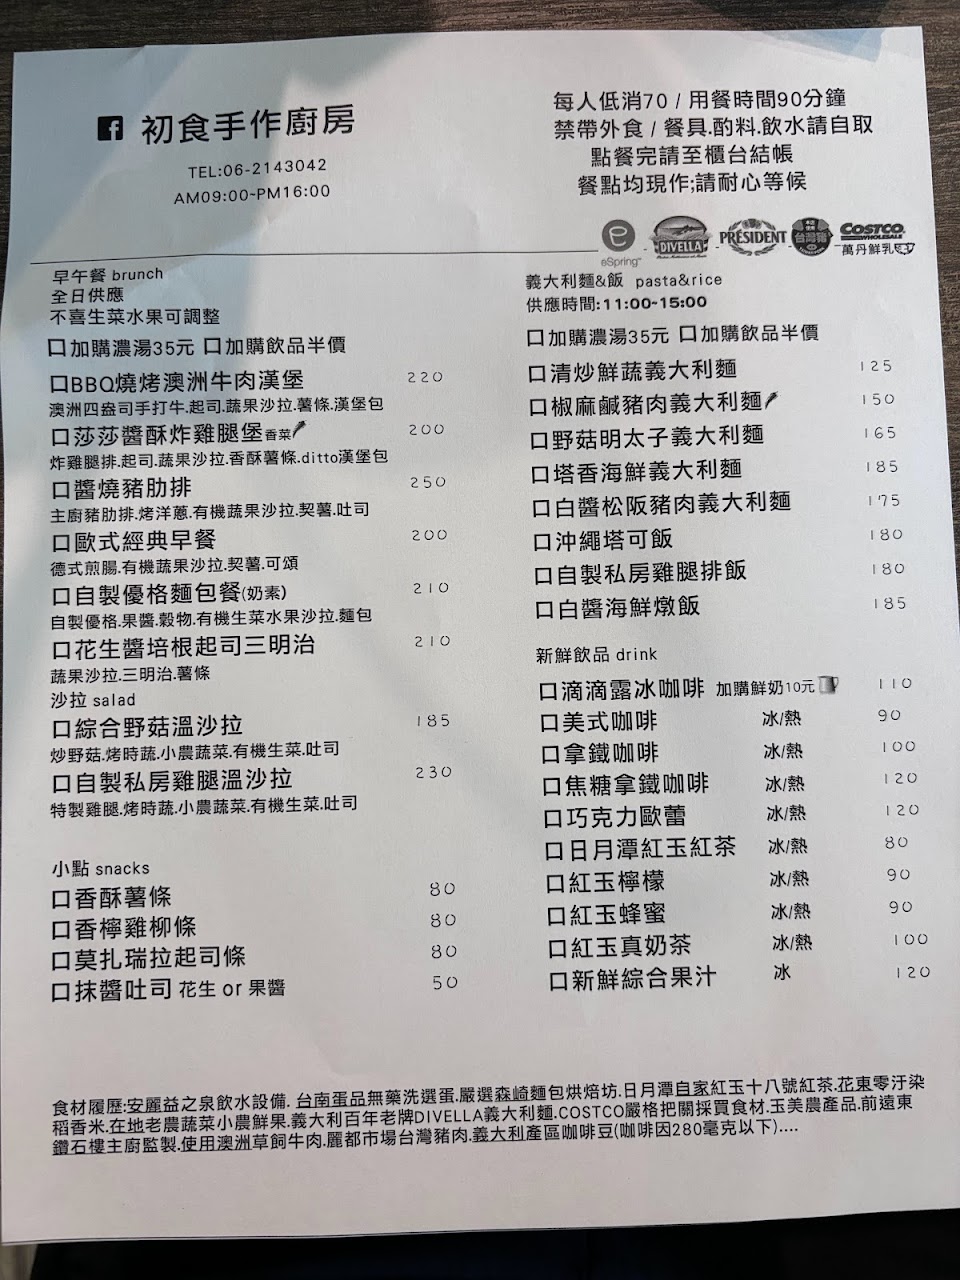 初食手作廚房
TEL:06-2143042
AM09:00~PM16:00
每人低消70 / 用餐時間90分鐘
禁帶外食 / 餐具.酌料.飲水請自取
點餐完請至櫃台結帳
餐點均現作;請耐心等候
eSpring
DIVELLA
PRÉSIDENT
台灣豬
COSTCO WHOLESALE
萬丹鮮乳
早午餐 brunch
全日供應
不喜生菜水果可調整
口加購濃湯35元 口加購飲品半價
口BBQ燒烤澳洲牛肉漢堡 220
澳洲四盎司手打牛.起司.蔬果沙拉.薯條.漢堡包
口莎莎醬酥炸雞腿堡香菜 200
炸雞腿排.起司.蔬果沙拉.香酥薯條.ditto漢堡包
口醬燒豬肋排 250
主廚豬肋排.烤洋蔥.有機蔬果沙拉.契薯.吐司
口歐式經典早餐 200
德式煎腸.有機蔬果沙拉.契薯.可頌
口自製優格麵包餐(奶素) 210
自製優格.果醬.穀物.有機生菜水果沙拉.麵包
口花生醬培根起司三明治 210
蔬果沙拉.三明治.薯條
沙拉 salad
口綜合野菇溫沙拉 185
炒野菇.烤時蔬.小農蔬菜.有機生菜.吐司
口自製私房雞腿溫沙拉 230
特製雞腿.烤時蔬.小農蔬菜.有機生菜.吐司
小點 snacks
口香酥薯條 80
口香檸雞柳條 80
口莫扎瑞拉起司條 80
口抹醬吐司 花生 or 果醬 50
義大利麵&飯 pasta&rice
供應時間:11:00~15:00
口加購濃湯35元 口加購飲品半價
口清炒鮮蔬義大利麵 125
口椒麻鹹豬肉義大利麵 150
口野菇明太子義大利麵 165
口塔香海鮮義大利麵 185
口白醬松阪豬肉義大利麵 175
口沖繩塔可飯 180
口自製私房雞腿排飯 180
口白醬海鮮燉飯 185
新鮮飲品 drink
口滴滴露冰咖啡 加購鮮奶10元 110
口美式咖啡 冰/熱 90
口拿鐵咖啡 冰/熱 100
口焦糖拿鐵咖啡 冰/熱 120
口巧克力歐蕾 冰/熱 120
口日月潭紅玉紅茶 冰/熱 80
口紅玉檸檬 冰/熱 90
口紅玉蜂蜜 冰/熱 90
口紅玉真奶茶 冰/熱 100
口新鮮綜合果汁 冰 120
食材履歷:安麗益之泉飲水設備. 台南蛋品無藥洗選蛋.嚴選森崎麵包烘焙坊.日月潭自家紅玉十八號紅茶.花東零汙染
稻香米.在地老農蔬菜小農鮮果.義大利百年老牌DIVELLA義大利麵.COSTCO嚴格把關採買食材.玉美農產品.前遠東
鑽石樓主廚監製.使用澳洲草飼牛肉.麗都市場台灣豬肉.義大利產區咖啡豆(咖啡因280毫克以下)....